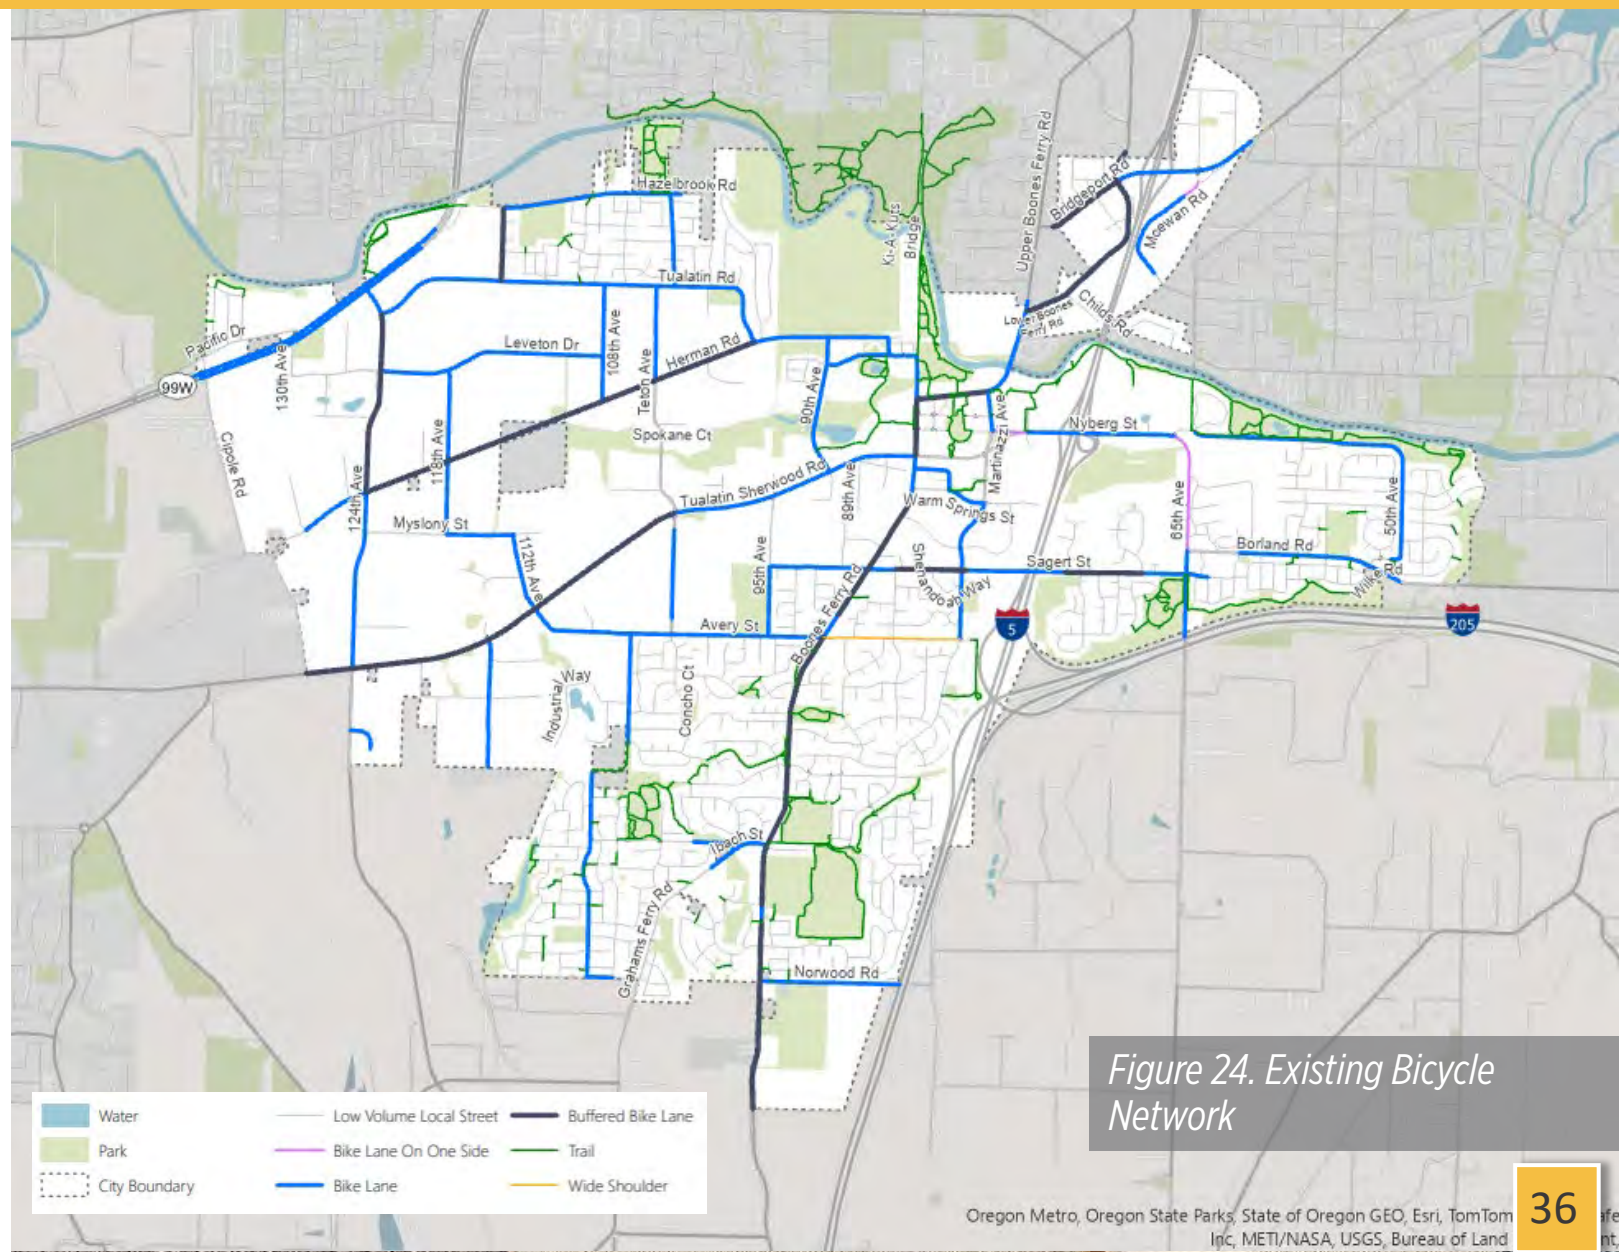 Hazelbrook Rd
Ki-A-Kuts
Bridge
Upper Boones Ferry Rd
Bridgeport Rd
Mcewan Rd
Tualatin Rd
Lower Boones
Ferry Rd
Childs Rd
Pacific Dr
99W
130th Ave
Leveton Dr
108th Ave
Teton Ave
Herman Rd
90th Ave
Martinazzi Ave
Nyberg St
Cipole Rd
118th Ave
Spokane Ct
124th Ave
Tualatin Sherwood Rd
89th Ave
Warm Springs St
65th Ave
50th Ave
Myslony St
112th Ave
95th Ave
Boones Ferry Rd
Shenandoah Way
Sagert St
Borland Rd
Wilke Rd
Avery St
5
205
Industrial
Way
Concho Ct
Ibach St
Grahams Ferry Rd
Norwood Rd
Figure 24. Existing Bicycle
Network
Water
Low Volume Local Street
Buffered Bike Lane
Park
Bike Lane On One Side
Trail
City Boundary
Bike Lane
Wide Shoulder
36
Oregon Metro, Oregon State Parks, State of Oregon GEO, Esri, TomTom
Inc, METI/NASA, USGS, Bureau of Land